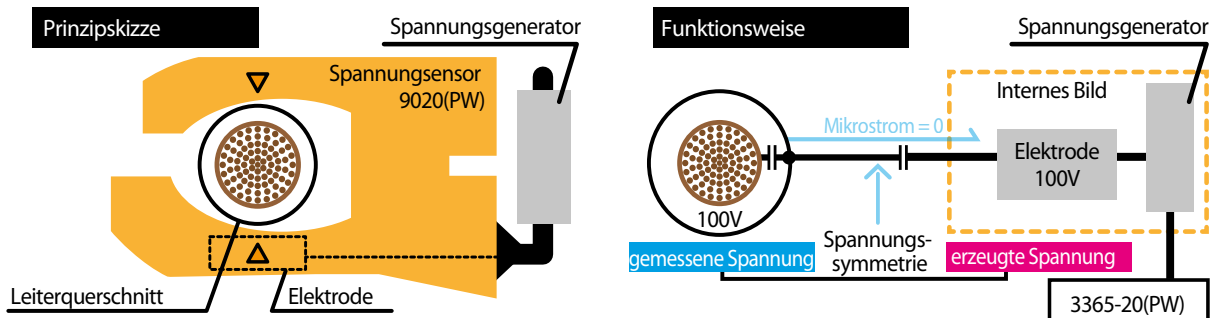 Prinzipskizze
Spannungsgenerator
Spannungsensor
9020(PW)
Leiterquerschnitt
Elektrode
Funktionsweise
Spannungsgenerator
Internes Bild
Mikrostrom = 0
Elektrode
100V
100V
gemessene Spannung
Spannungs-
symmetrie
erzeugte Spannung
3365-20(PW)